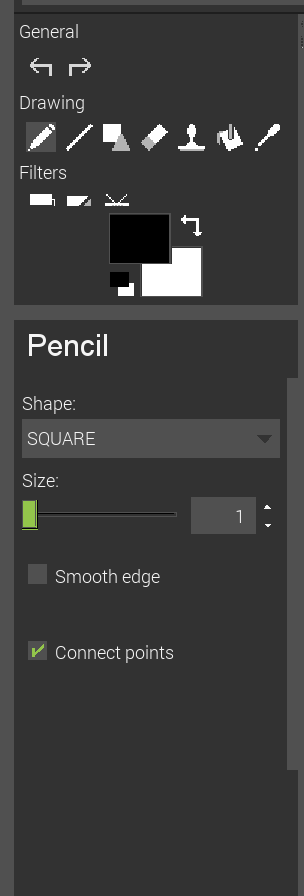 General
Drawing
Filters
Pencil
Shape:
SQUARE
Size:
1
Smooth edge
Connect points